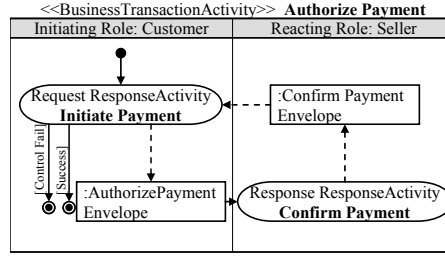 <<BusinessTransactionActivity>> Authorize Payment
Initiating Role: Customer
Reacting Role: Seller
Request ResponseActivity
Initiate Payment
:Confirm Payment
Envelope
[Control Fail]
[Success]
:AuthorizePayment
Envelope
Response ResponseActivity
Confirm Payment